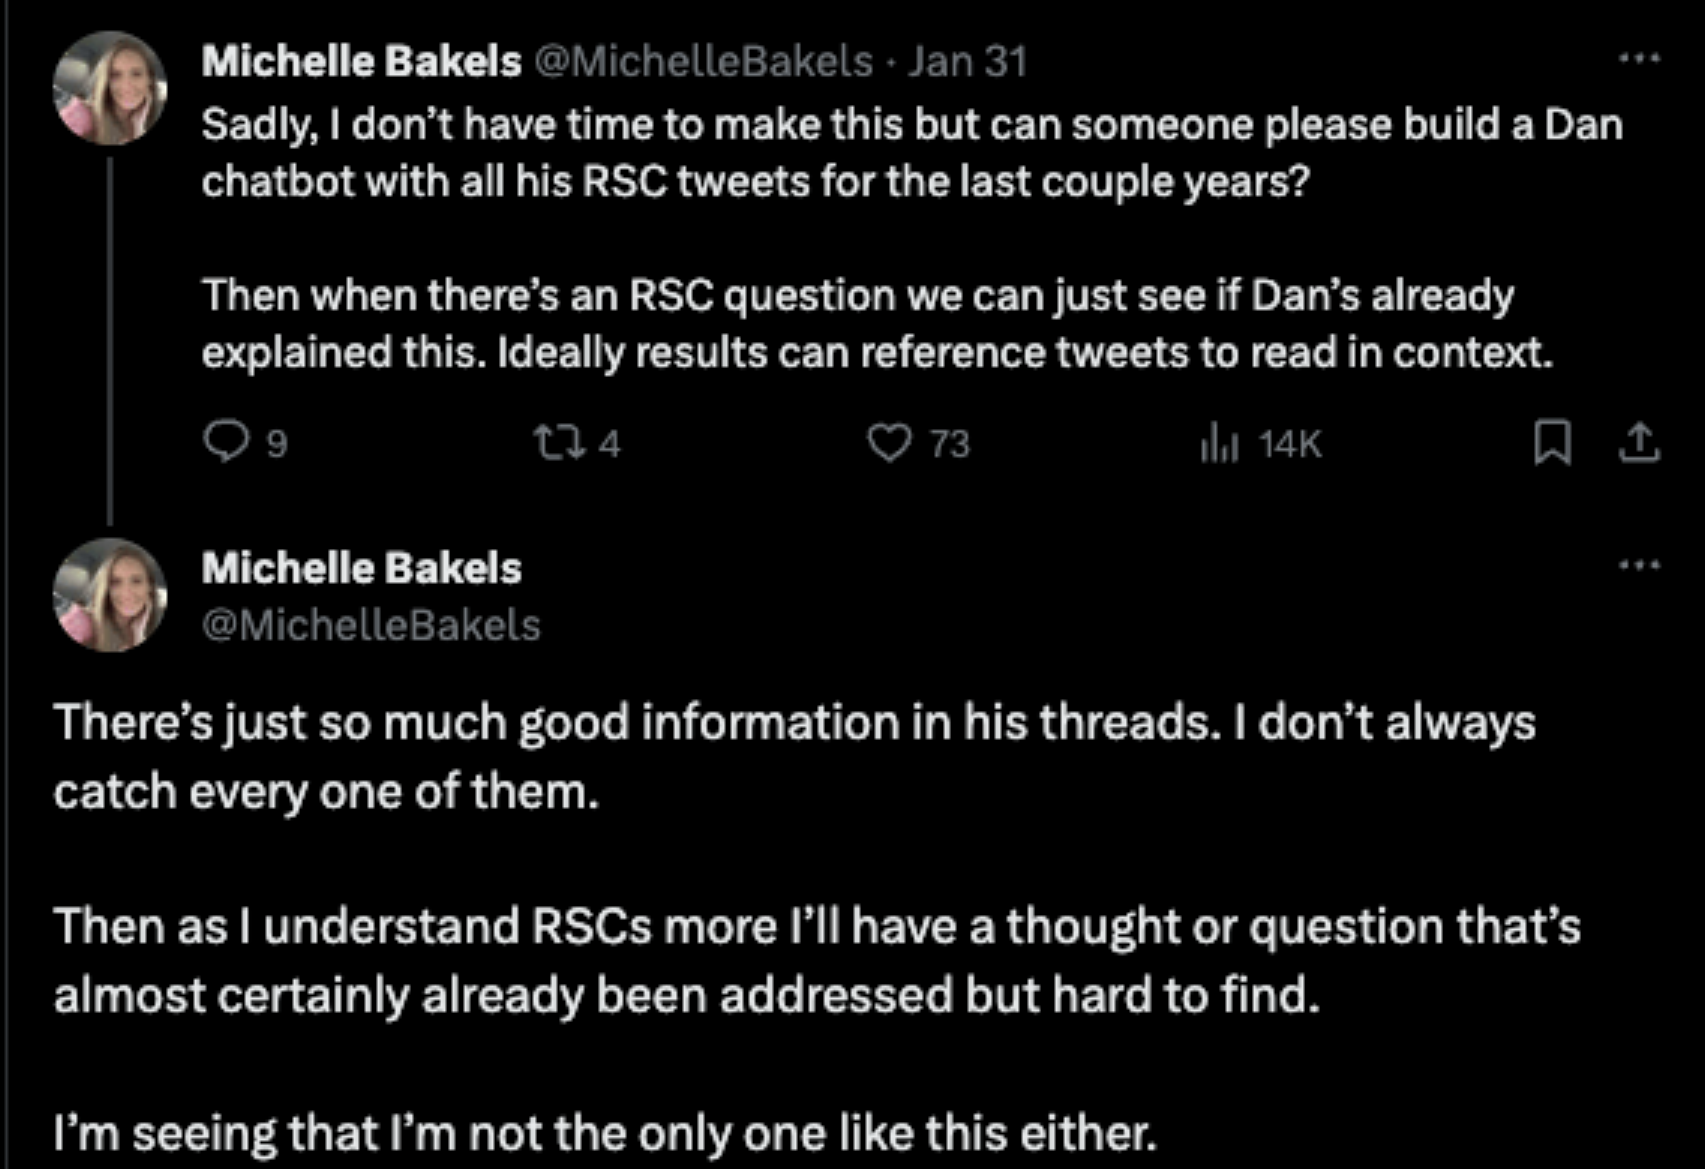 Michelle Bakels @MichelleBakels · Jan 31
Sadly, I don’t have time to make this but can someone please build a Dan
chatbot with all his RSC tweets for the last couple years?
Then when there’s an RSC question we can just see if Dan’s already
explained this. Ideally results can reference tweets to read in context.
9 4 73 14K
Michelle Bakels
@MichelleBakels
There’s just so much good information in his threads. I don’t always
catch every one of them.
Then as I understand RSCs more I’ll have a thought or question that’s
almost certainly already been addressed but hard to find.
I’m seeing that I’m not the only one like this either.